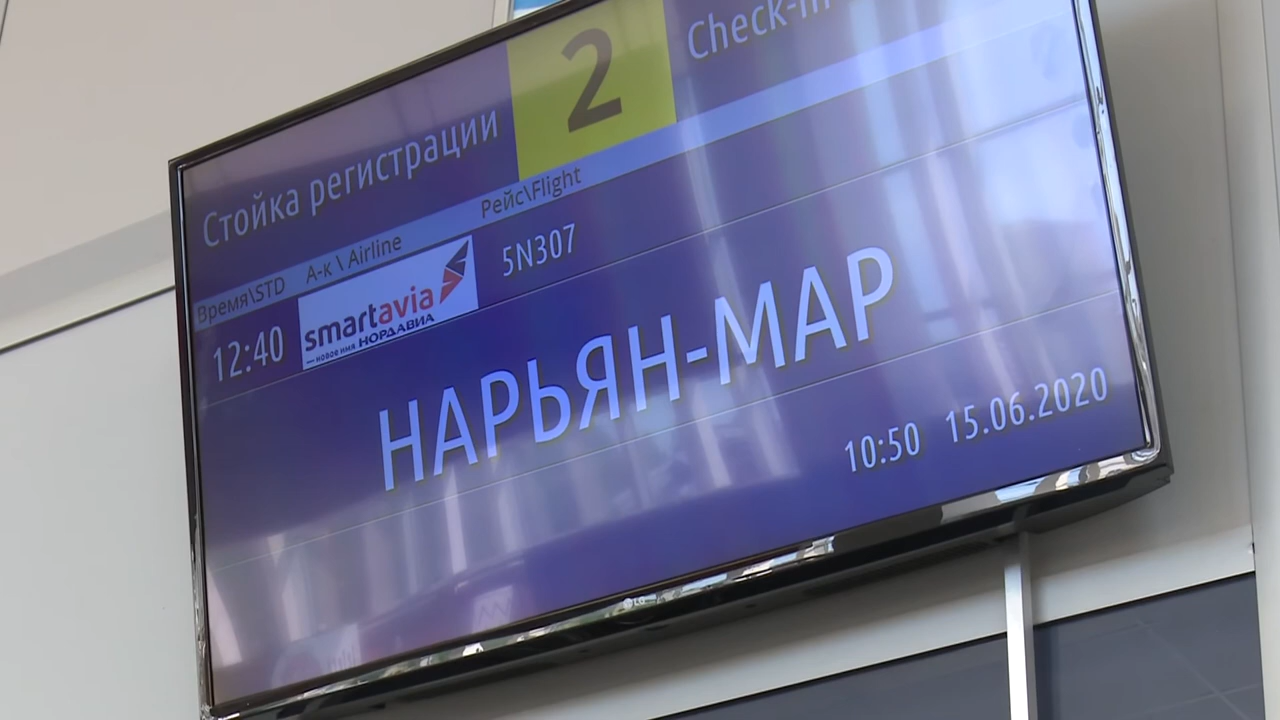 Стойка регистрации 2 Check-in
Время\STD А-к \ Airline Рейс\Flight
12:40 smartavia 5N307
— новое имя НОРДАВИА
НАРЬЯН-МАР
10:50 15.06.2020
LG